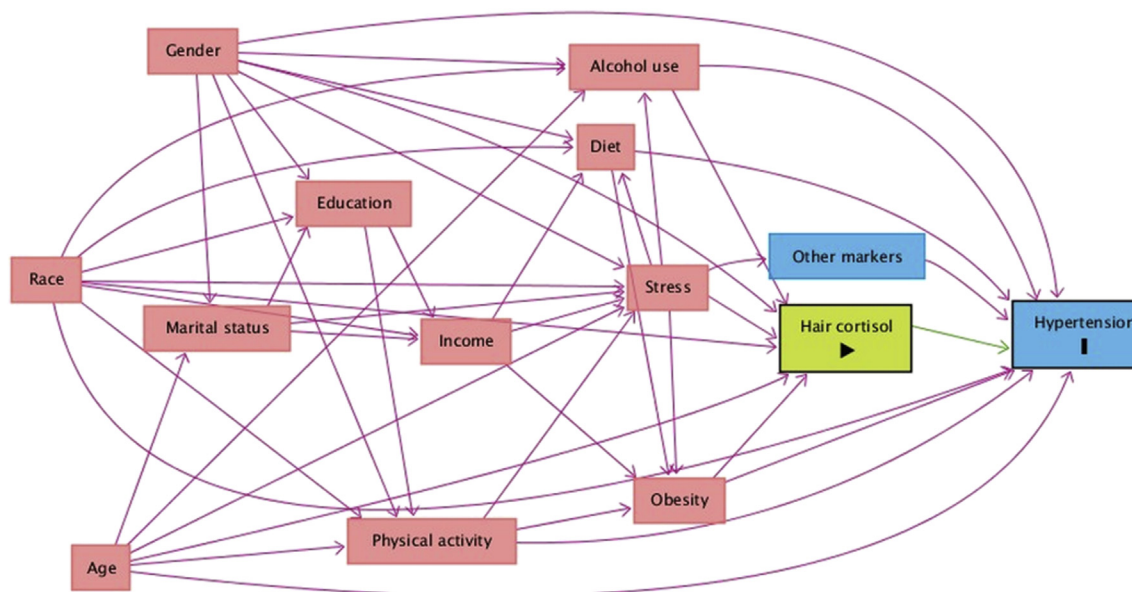 Gender
Alcohol use
Diet
Education
Other markers
Race
Stress
Marital status
Income
Hair cortisol
Hypertension
Obesity
Physical activity
Age